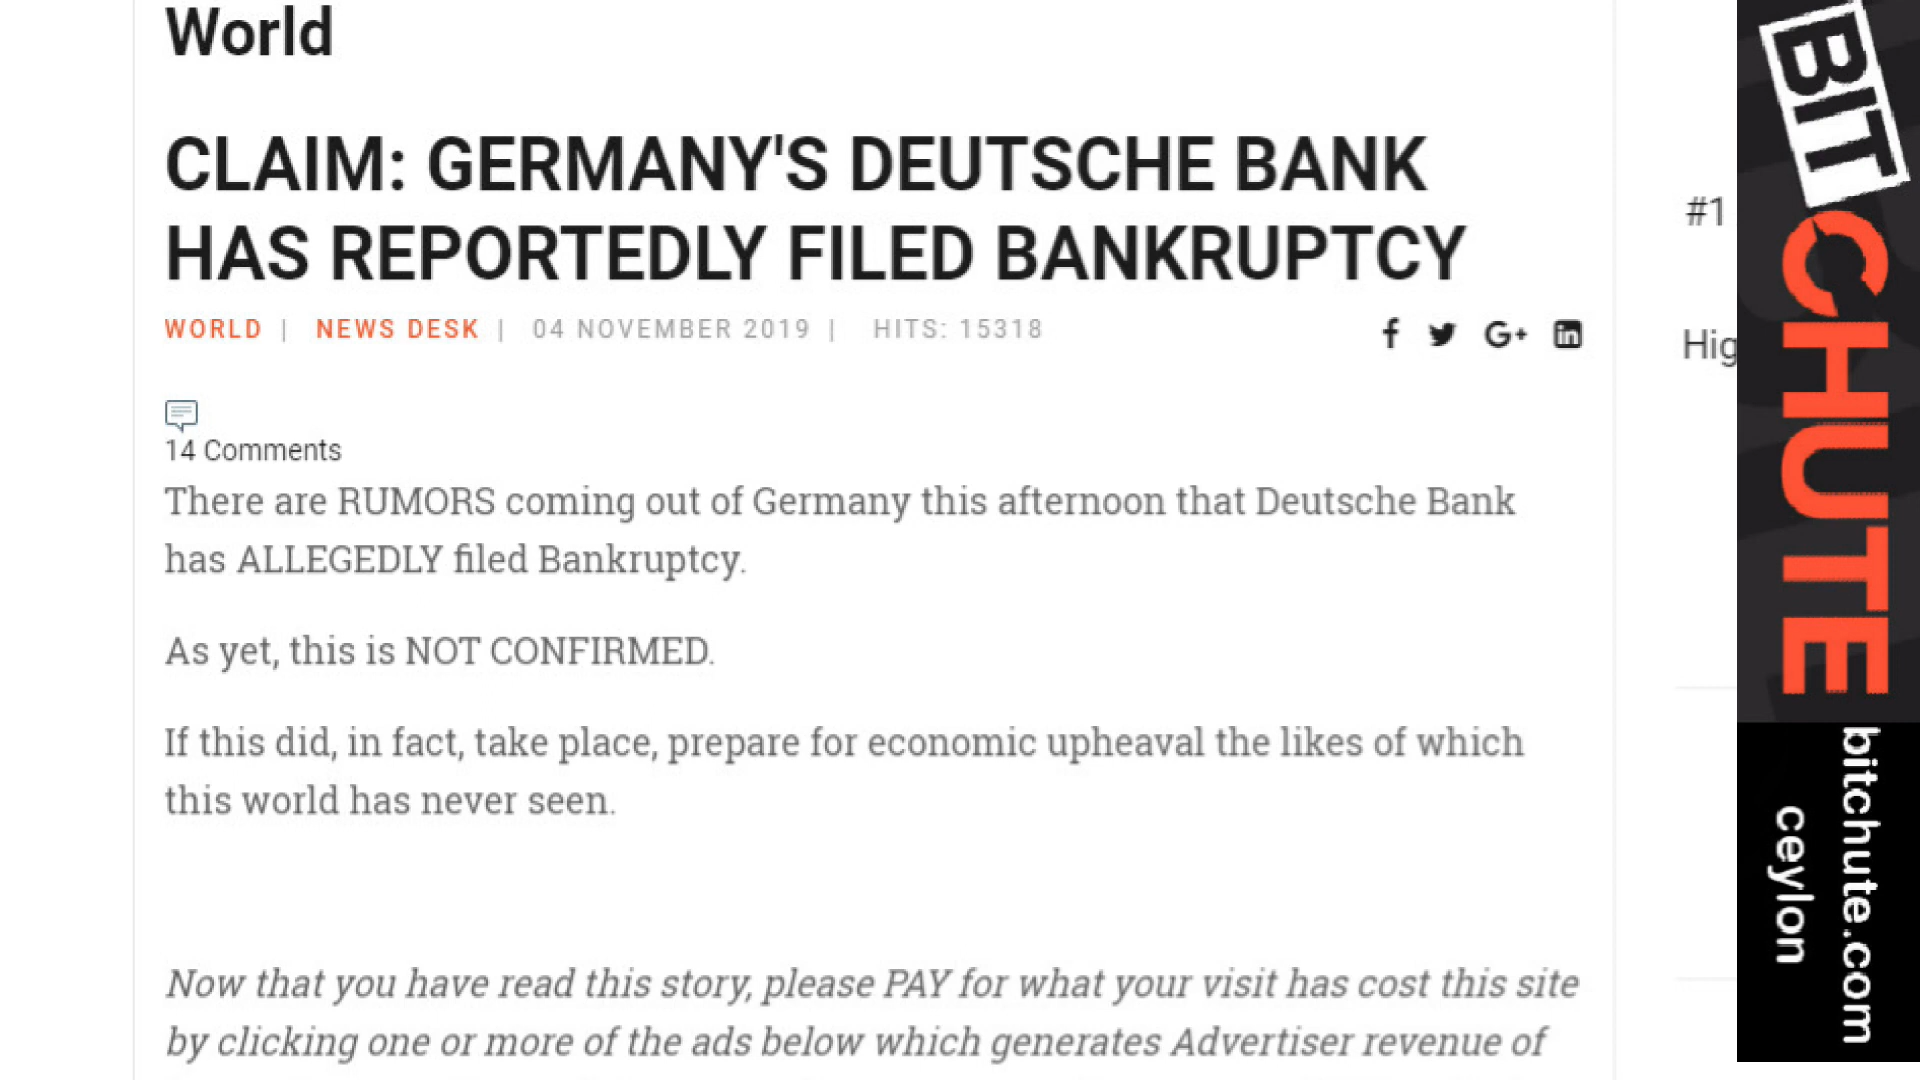 World
CLAIM: GERMANY'S DEUTSCHE BANK
HAS REPORTEDLY FILED BANKRUPTCY
WORLD | NEWS DESK | 04 NOVEMBER 2019 | HITS: 15318
14 Comments
There are RUMORS coming out of Germany this afternoon that Deutsche Bank
has ALLEGEDLY filed Bankruptcy.
As yet, this is NOT CONFIRMED.
If this did, in fact, take place, prepare for economic upheaval the likes of which
this world has never seen.
Now that you have read this story, please PAY for what your visit has cost this site
by clicking one or more of the ads below which generates Advertiser revenue of
#1
Hig
BITCHUTE
bitchute.com
ceylon